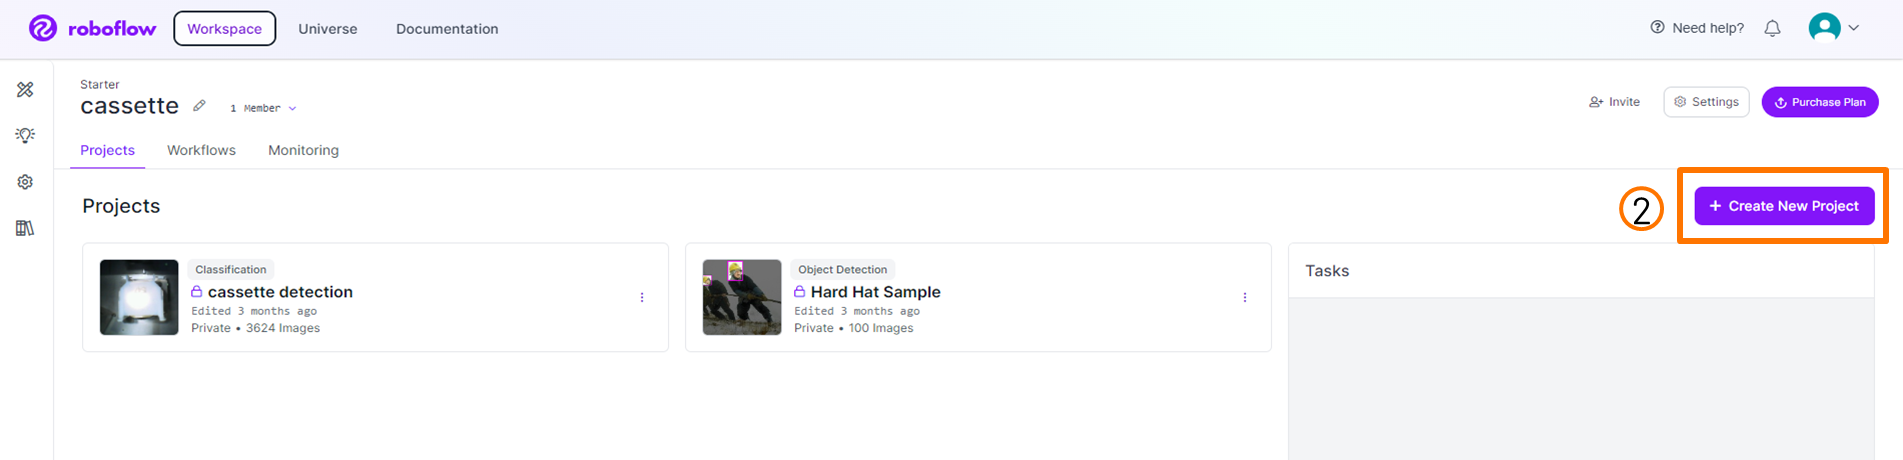 roboflow Workspace Universe Documentation Need help?
Starter
cassette 1 Member
Invite Settings Purchase Plan
Projects Workflows Monitoring
Projects
2 + Create New Project
Classification
cassette detection
Edited 3 months ago
Private • 3624 Images
Object Detection
Hard Hat Sample
Edited 3 months ago
Private • 100 Images
Tasks